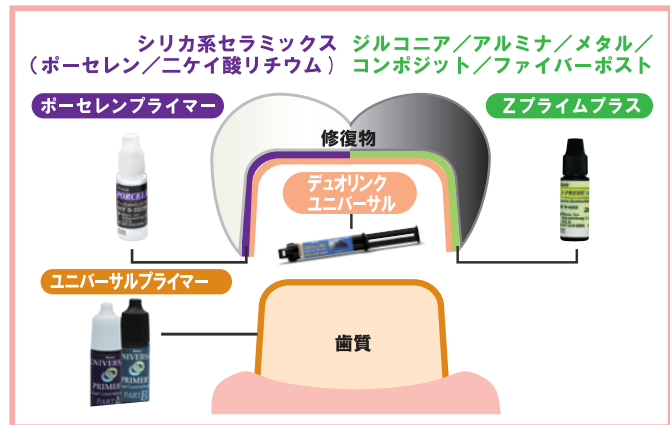 シリカ系セラミックス
(ポーセレン/二ケイ酸リチウム)
ジルコニア/アルミナ/メタル/
コンポジット/ファイバーポスト
ポーセレンプライマー
Zプライムプラス
修復物
デュオリンク
ユニバーサル
PORCEL
ユニバーサルプライマー
歯質
UNIVERS
PRIMER
PART A
UNIVERS
PRIMER
PART B